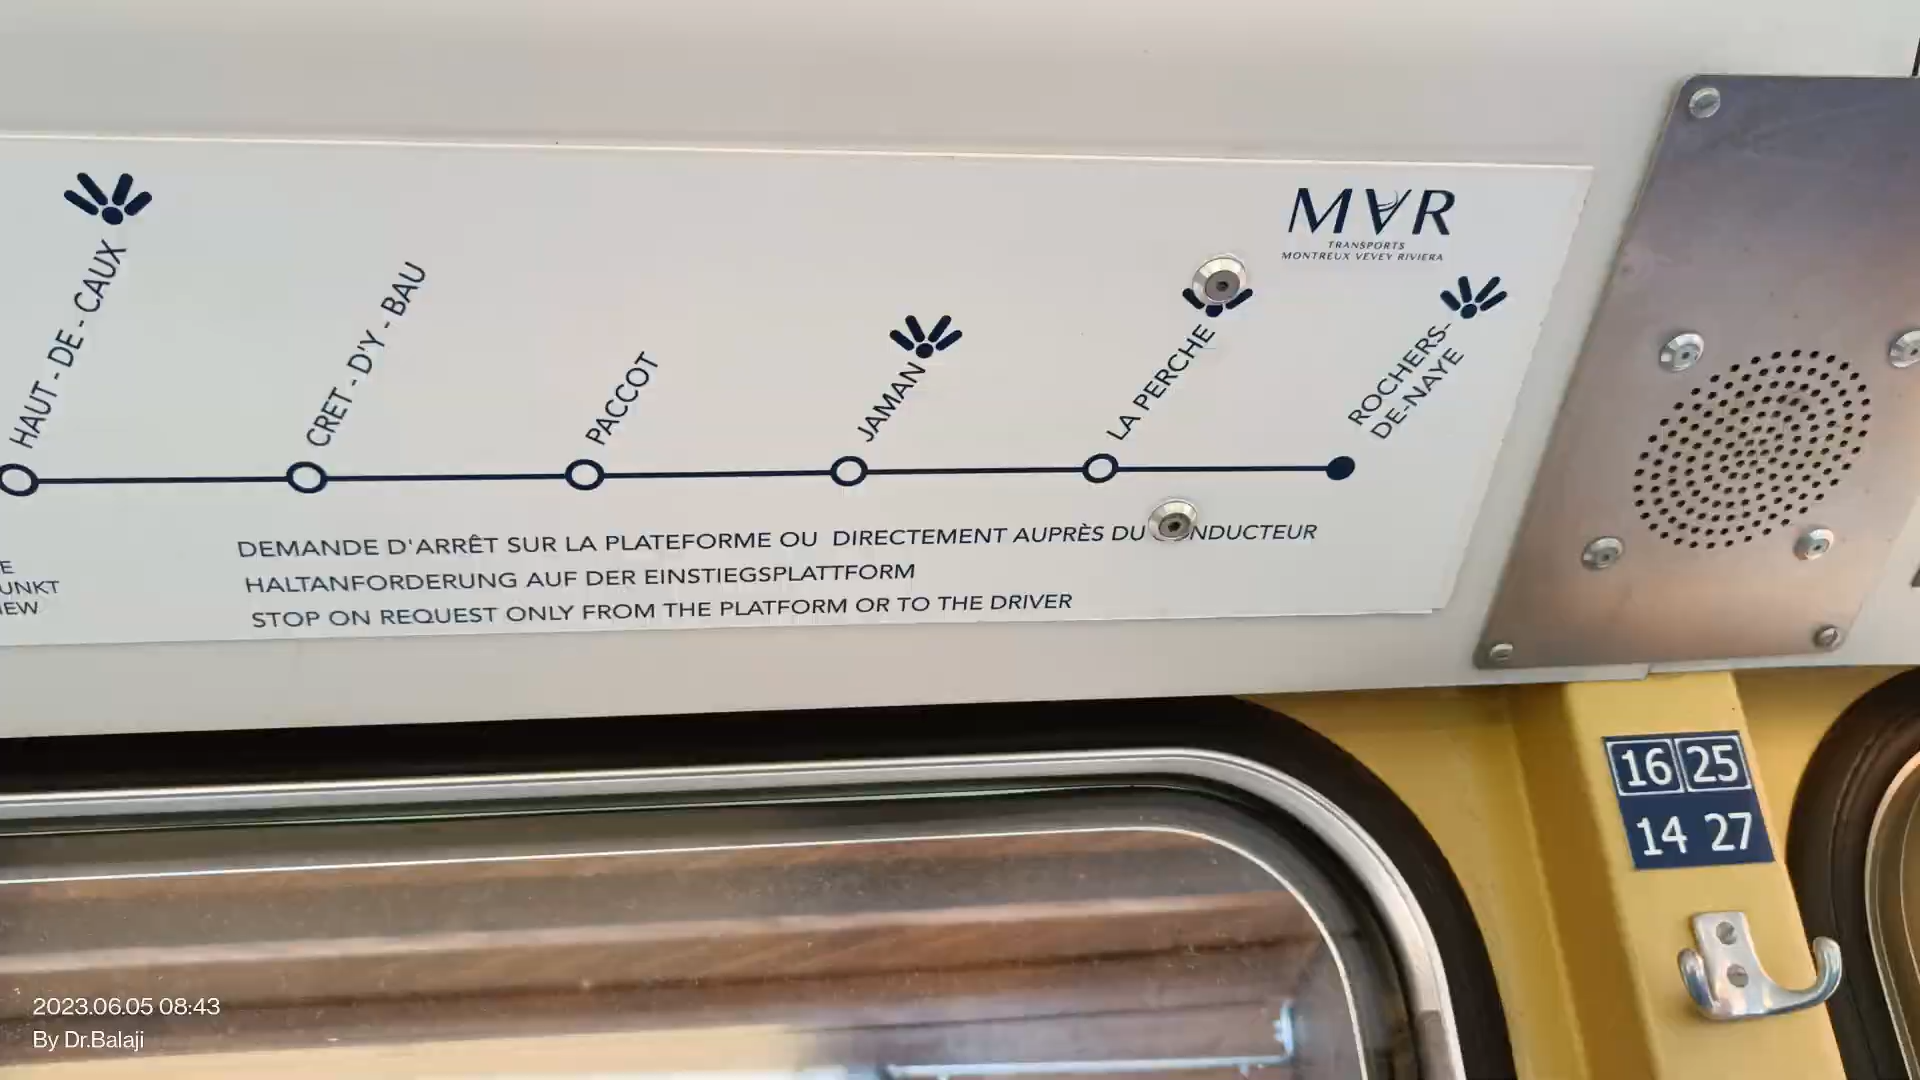 HAUT - DE - CAUX
CRET - D'Y - BAU
PACCOT
JAMAN
LA PERCHE
ROCHERS-
DE-NAYE
MVR
TRANSPORTS
MONTREUX VEVEY RIVIERA
DEMANDE D'ARRÊT SUR LA PLATEFORME OU DIRECTEMENT AUPRÈS DU
HALTANFORDERUNG AUF DER EINSTIEGSPLATTFORM
STOP ON REQUEST ONLY FROM THE PLATFORM OR TO THE DRIVER
16 25
14 27
2023.06.05 08:43
By Dr.Balaji